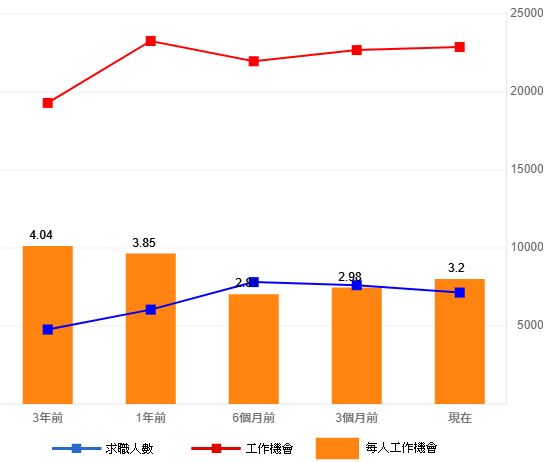 25000
20000
15000
10000
5000
4.04
3.85
2.98
3.2
3年前
1年前
6個月前
3個月前
現在
求職人數
工作機會
每人工作機會